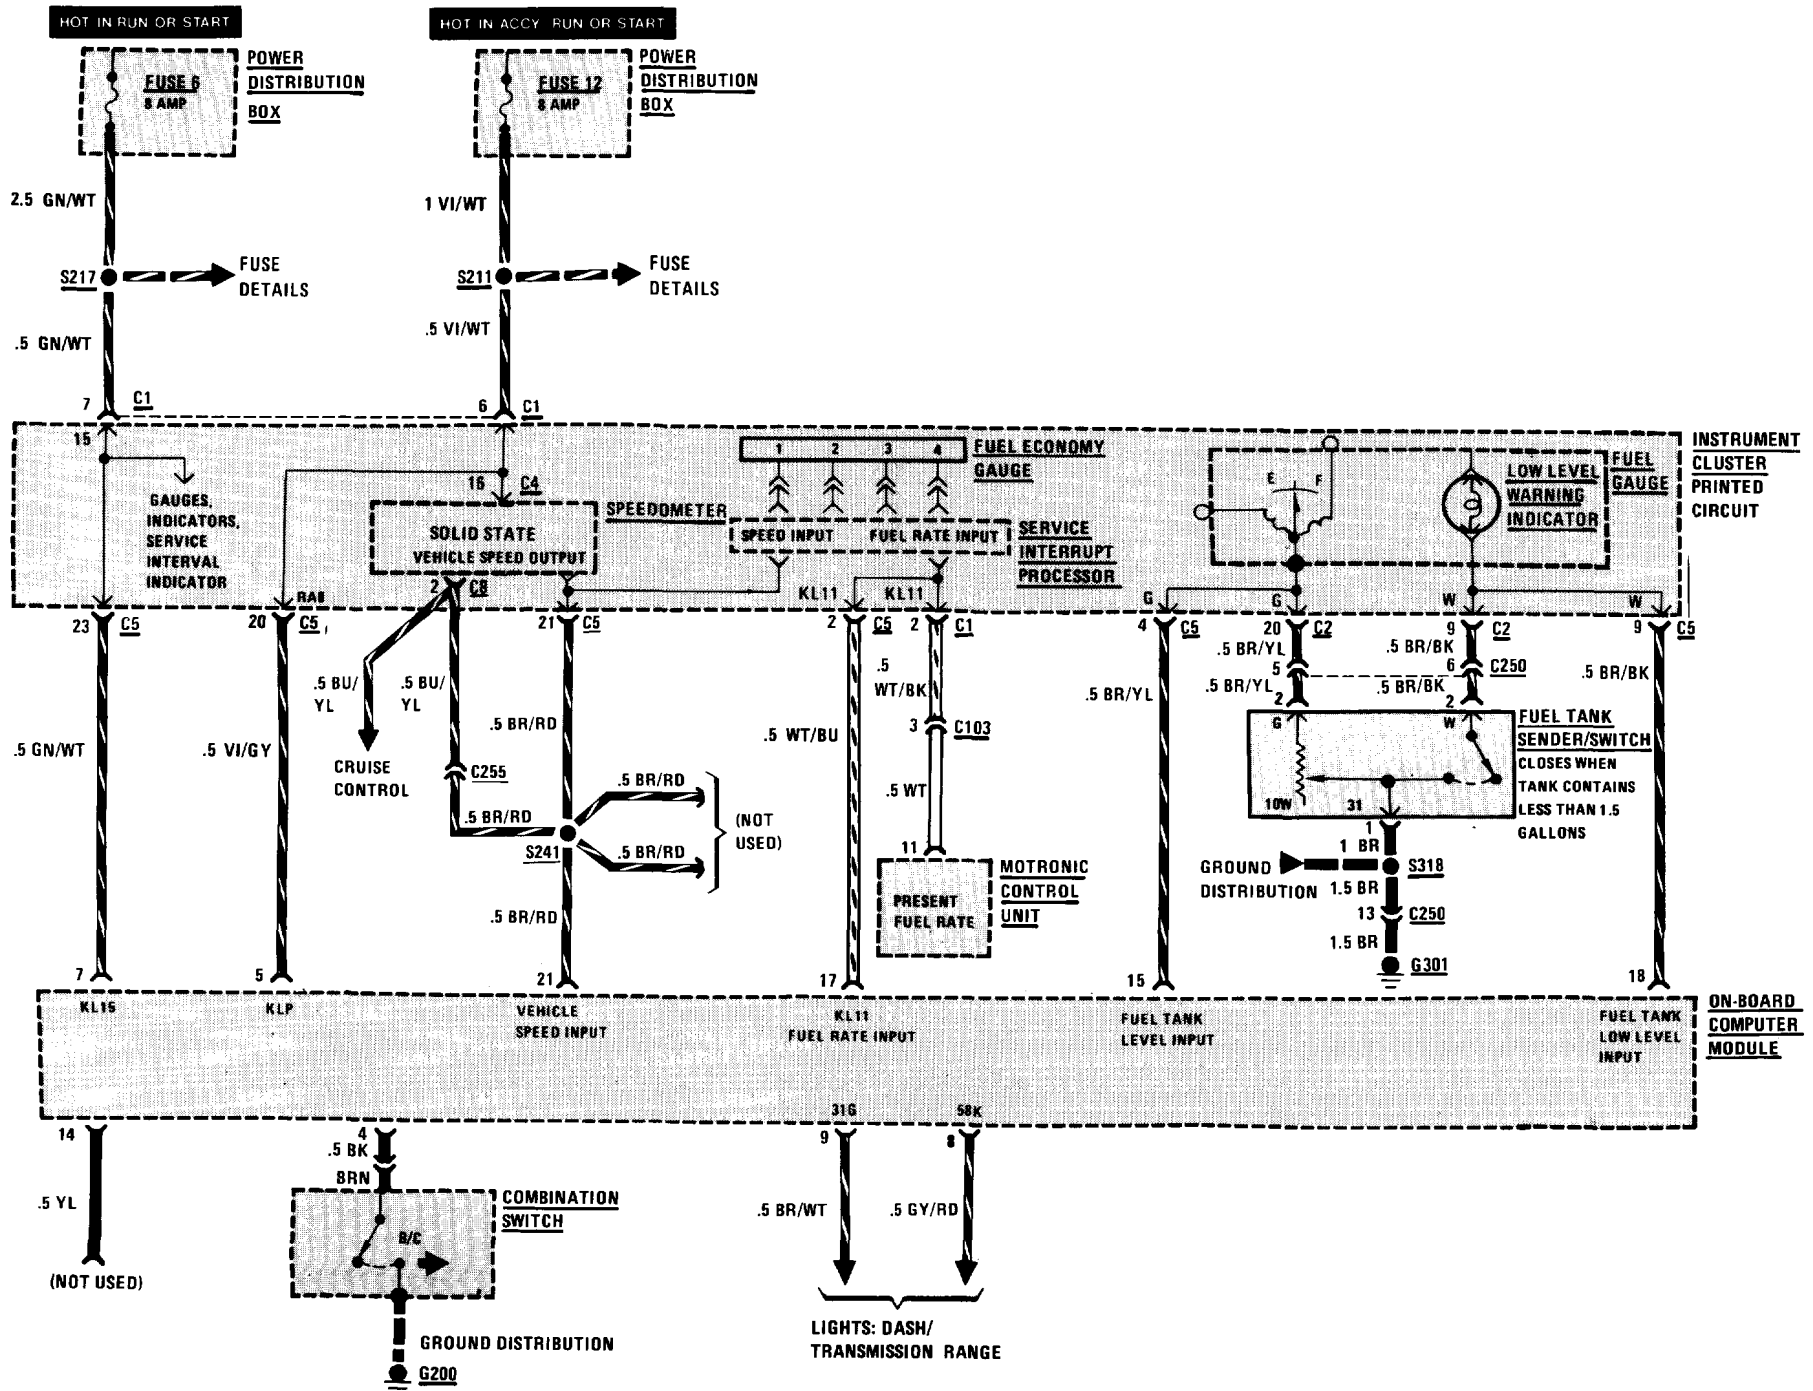 HOT IN RUN OR START
HOT IN ACCY RUN OR START
FUSE 6
8 AMP
POWER
DISTRIBUTION
BOX
FUSE 12
8 AMP
POWER
DISTRIBUTION
BOX
2.5 GN/WT
1 VI/WT
S217
FUSE
DETAILS
S211
FUSE
DETAILS
.5 GN/WT
.5 VI/WT
7
C1
6
C1
15
GAUGES,
INDICATORS,
SERVICE
INTERVAL
INDICATOR
16
C4
SOLID STATE
VEHICLE SPEED OUTPUT
SPEEDOMETER
1
2
3
4
FUEL ECONOMY
GAUGE
SPEED INPUT
FUEL RATE INPUT
SERVICE
INTERRUPT
PROCESSOR
E
F
LOW LEVEL
WARNING
INDICATOR
FUEL
GAUGE
INSTRUMENT
CLUSTER
PRINTED
CIRCUIT
RA8
2
C8
KL11
KL11
G
G
W
W
23
C5
20
C5
21
C5
2
C5
2
C1
4
C5
20
C2
9
C2
9
C5
.5 BU/
YL
.5 BU/
YL
CRUISE
CONTROL
C255
.5 BR/RD
.5
WT/BK
3
C103
.5 WT
.5 BR/YL
.5 BR/YL
5
.5 BR/YL
2
.5 BR/BK
6
C250
.5 BR/BK
2
.5 BR/BK
.5 GN/WT
.5 VI/GY
.5 WT/BU
.5 BR/RD
.5 BR/RD
.5 BR/RD
S241
(NOT
USED)
.5 BR/RD
11
PRESENT
FUEL RATE
MOTRONIC
CONTROL
UNIT
G
W
10W
31
FUEL TANK
SENDER/SWITCH
CLOSES WHEN
TANK CONTAINS
LESS THAN 1.5
GALLONS
1
1 BR
GROUND
DISTRIBUTION
S318
1.5 BR
13
C250
1.5 BR
G301
7
5
21
17
15
18
KL15
KLP
VEHICLE
SPEED INPUT
KL11
FUEL RATE INPUT
FUEL TANK
LEVEL INPUT
FUEL TANK
LOW LEVEL
INPUT
ON-BOARD
COMPUTER
MODULE
31G
58K
14
4
9
8
.5 YL
(NOT USED)
.5 BK
BRN
COMBINATION
SWITCH
B/C
GROUND DISTRIBUTION
G200
.5 BR/WT
.5 GY/RD
LIGHTS: DASH/
TRANSMISSION RANGE